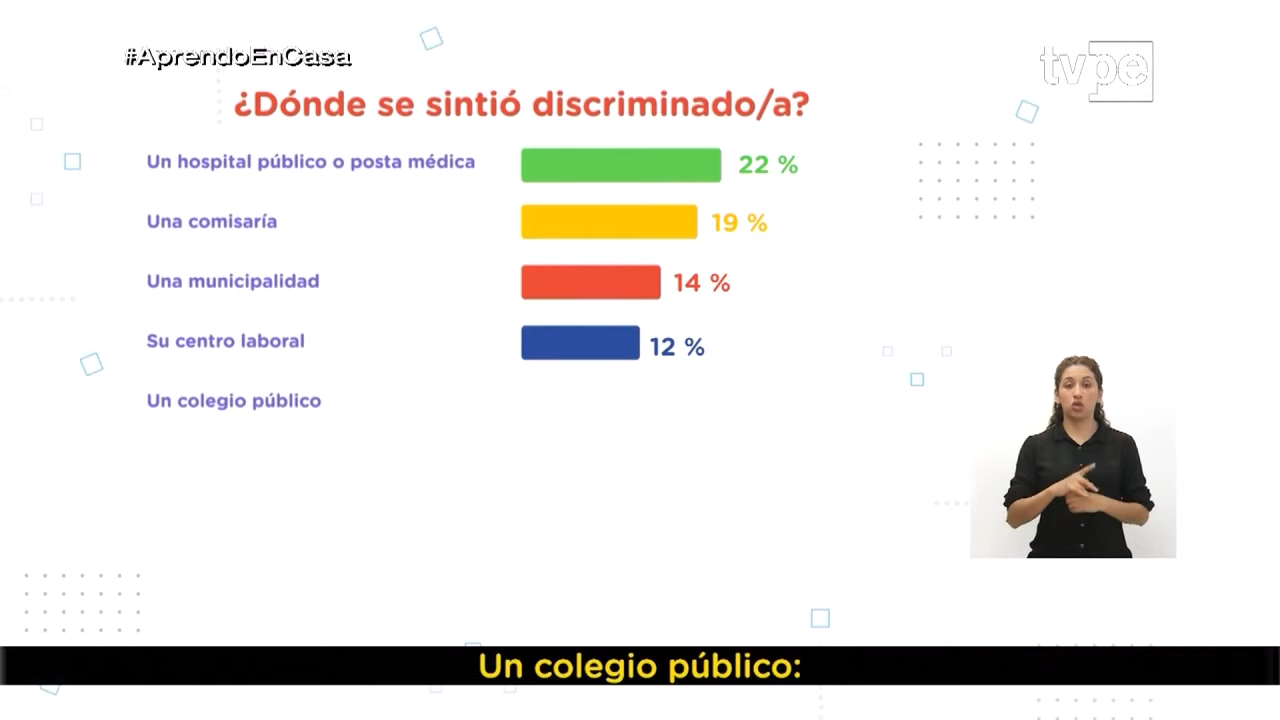 #AprendoEnCasa
tvpe
¿Dónde se sintió discriminado/a?
Un hospital público o posta médica 22 %
Una comisaría 19 %
Una municipalidad 14 %
Su centro laboral 12 %
Un colegio público
Un colegio público: